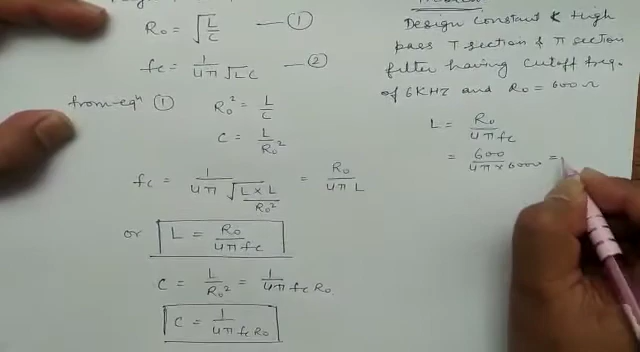 R₀ = √(L/C) — ①
fc = 1/(4π√LC) — ②
from eqⁿ ① R₀² = L/C
C = L/R₀²
fc = 1/(4π√(L×L/R₀²)) = R₀/(4πL)
or L = R₀/(4πfc)
C = L/R₀² = 1/(4πfcR₀)
C = 1/(4πfcR₀)
Design constant K High
pass T section & π section
filter having cutoff freq.
of 6KHZ and R₀ = 600Ω
L = R₀/(4πfc)
= 600/(4π×6000) =